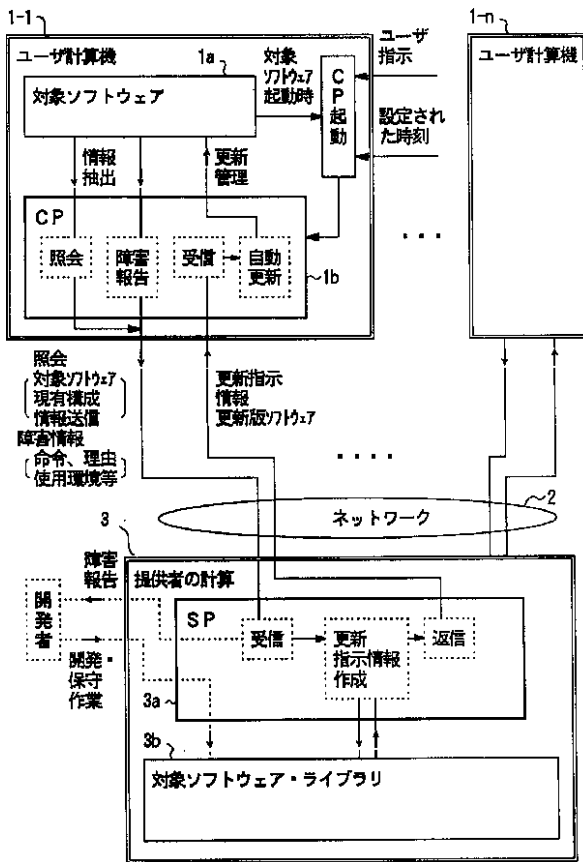 1-1
1-n
ユーザ計算機
1a
対象ソフトウェア
対象
ソフトウェア
起動時
CP起動
ユーザ
指示
設定され
た時刻
ユーザ計算機
情報
抽出
更新
管理
CP
照会
障害
報告
受信
自動
更新
1b
照会
対象ソフトウェア
現有構成
情報送信
障害情報
命令、理由
使用環境等
更新指示
情報
更新版ソフトウェア
ネットワーク
2
3
障害
報告
開発者
開発・
保守
作業
提供者の計算
SP
受信
更新
指示情報
作成
返信
3a
3b
対象ソフトウェア・ライブラリ